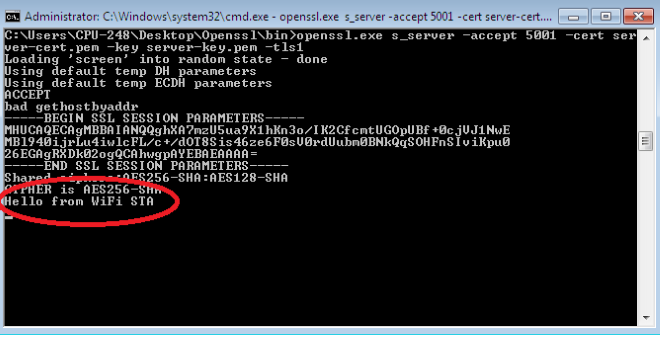 Administrator: C:\Windows\system32\cmd.exe - openssl.exe s_server -accept 5001 -cert server-cert....
C:\Users\CPU-248\Desktop\Openssl\bin>openssl.exe s_server -accept 5001 -cert ser
ver-cert.pem -key server-key.pem -tls1
Loading 'screen' into random state - done
Using default temp DH parameters
Using default temp ECDH parameters
ACCEPT
bad gethostbyaddr
-----BEGIN SSL SESSION PARAMETERS-----
MHUCAQECAgMBBAIANQQghXA7mzU5ua9X1hKn3o/IK2CfcmtUGOpUBf+0cjVJ1NwE
MBl940ijrLu4iwlcFL/c+/dOT8Sis46ze6F0sV0rdUubm0BNkQqSOHFnSIviKpu0
26EGAgRXDk02ogQCAhwgpAYEBAEAAAA=
-----END SSL SESSION PARAMETERS-----
Shared ciphers:AES256-SHA:AES128-SHA
CIPHER is AES256-SHA
Hello from WiFi STA